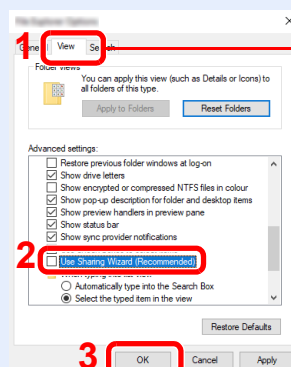 File Explorer Options
1
General View Search
Folder views
You can apply this view (such as Details or Icons) to
all folders of this type.
Apply to Folders Reset Folders
Advanced settings:
Restore previous folder windows at log-on
Show drive letters
Show encrypted or compressed NTFS files in colour
Show pop-up description for folder and desktop items
Show preview handlers in preview pane
Show status bar
Show sync provider notifications
2
Use Sharing Wizard (Recommended)
When typing into list view
Automatically type into the Search Box
Select the typed item in the view
Restore Defaults
3
OK Cancel Apply